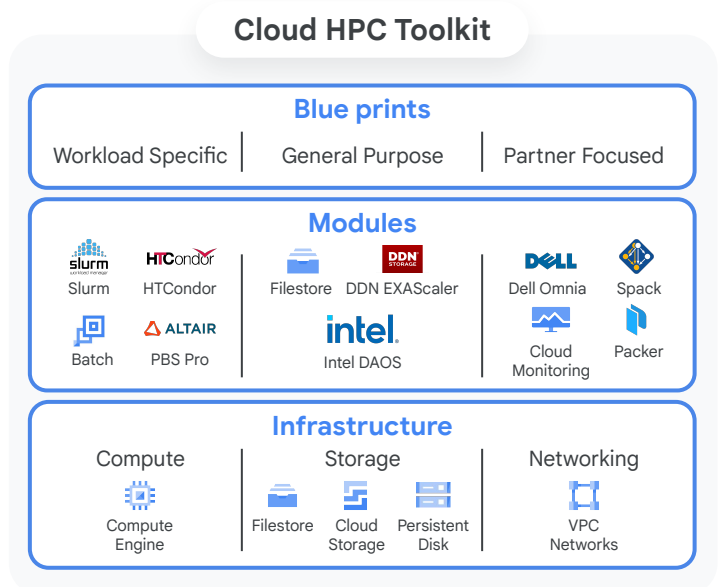 Cloud HPC Toolkit
Blue prints
Workload Specific
General Purpose
Partner Focused
Modules
slurm
workload manager
Slurm
HTCondor
HTCondor
Batch
ALTAIR
PBS Pro
Filestore
DDN
STORAGE
DDN EXAScaler
intel.
Intel DAOS
DELL
Dell Omnia
Spack
Cloud
Monitoring
Packer
Infrastructure
Compute
Compute
Engine
Storage
Filestore
Cloud
Storage
Persistent
Disk
Networking
VPC
Networks